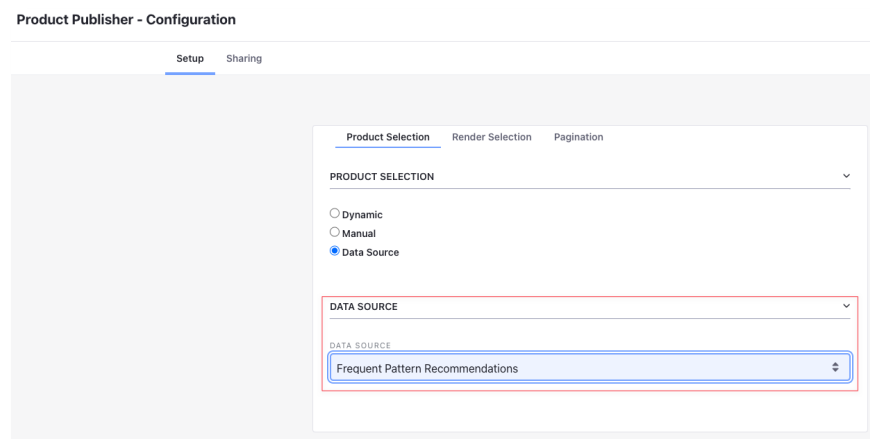 Product Publisher - Configuration
Setup Sharing
Product Selection Render Selection Pagination
PRODUCT SELECTION
Dynamic
Manual
Data Source
DATA SOURCE
DATA SOURCE
Frequent Pattern Recommendations